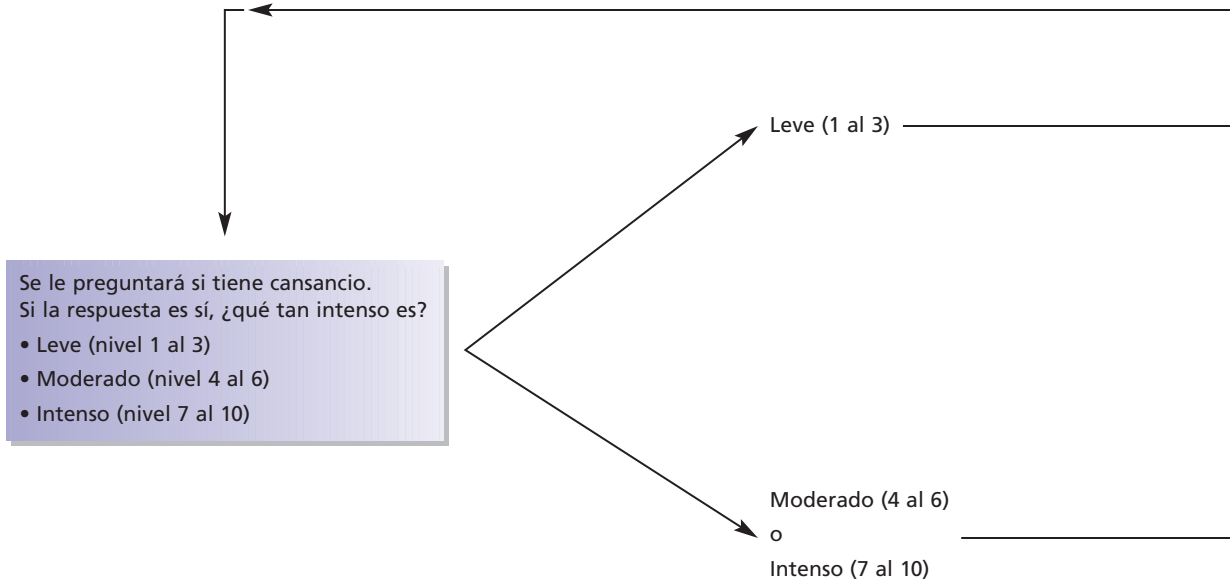 Leve (1 al 3)
Se le preguntará si tiene cansancio.
Si la respuesta es sí, ¿qué tan intenso es?
• Leve (nivel 1 al 3)
• Moderado (nivel 4 al 6)
• Intenso (nivel 7 al 10)
Moderado (4 al 6)
o
Intenso (7 al 10)